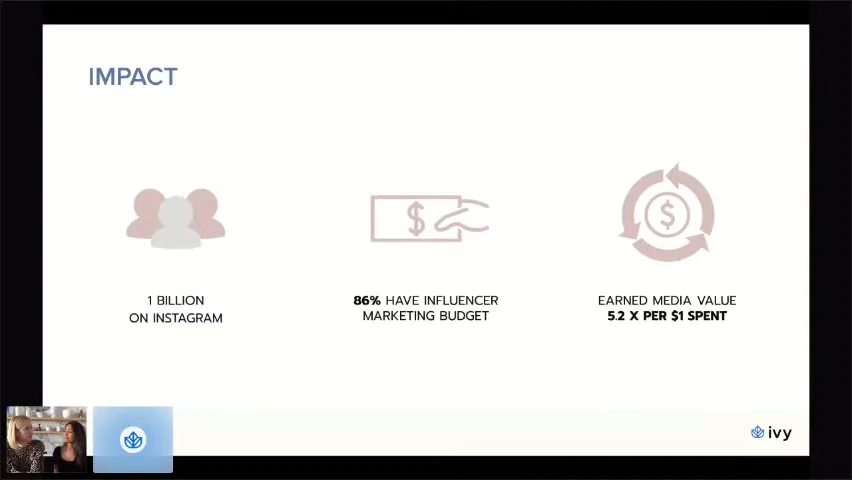 IMPACT
1 BILLION
ON INSTAGRAM
86% HAVE INFLUENCER
MARKETING BUDGET
EARNED MEDIA VALUE
5.2 X PER $1 SPENT
ivy